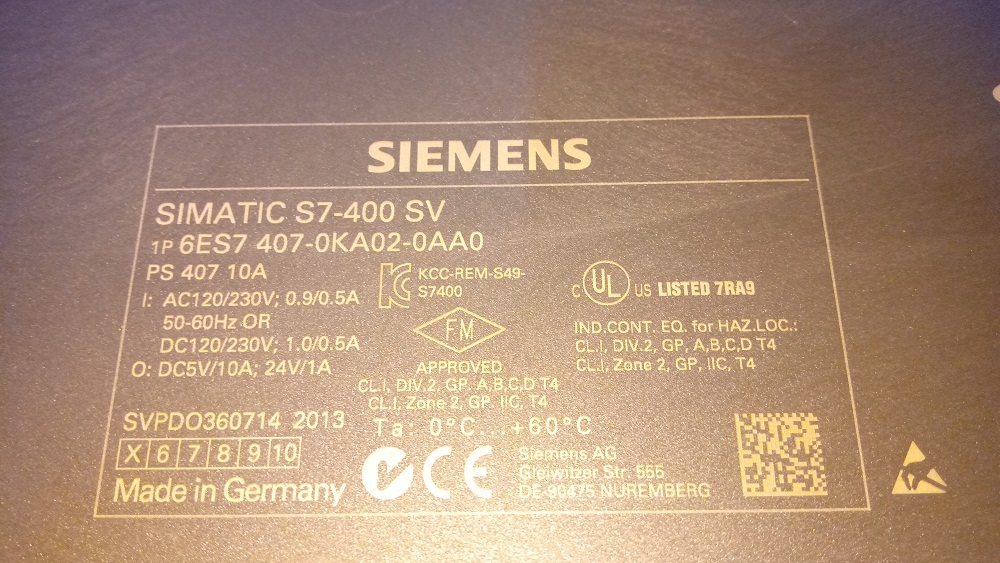 SIEMENS
SIMATIC S7-400 SV
1P 6ES7 407-0KA02-0AA0
PS 407 10A
I: AC120/230V; 0.9/0.5A
50-60Hz OR
DC120/230V; 1.0/0.5A
O: DC5V/10A; 24V/1A
KCC-REM-S49-
S7400
FM
APPROVED
CL.I, DIV.2, GP. A,B,C,D T4
CL.I, Zone 2, GP. IIC, T4
Ta: 0°C...+60°C
C UL US LISTED 7RA9
IND.CONT. EQ. for HAZ.LOC.:
CL.I, DIV.2, GP, A,B,C,D T4
CL.I, Zone 2, GP, IIC, T4
SVPDO360714 2013
X 6 7 8 9 10
Made in Germany
CE
Siemens AG
Gleiwitzer Str. 555
DE-90475 NUREMBERG